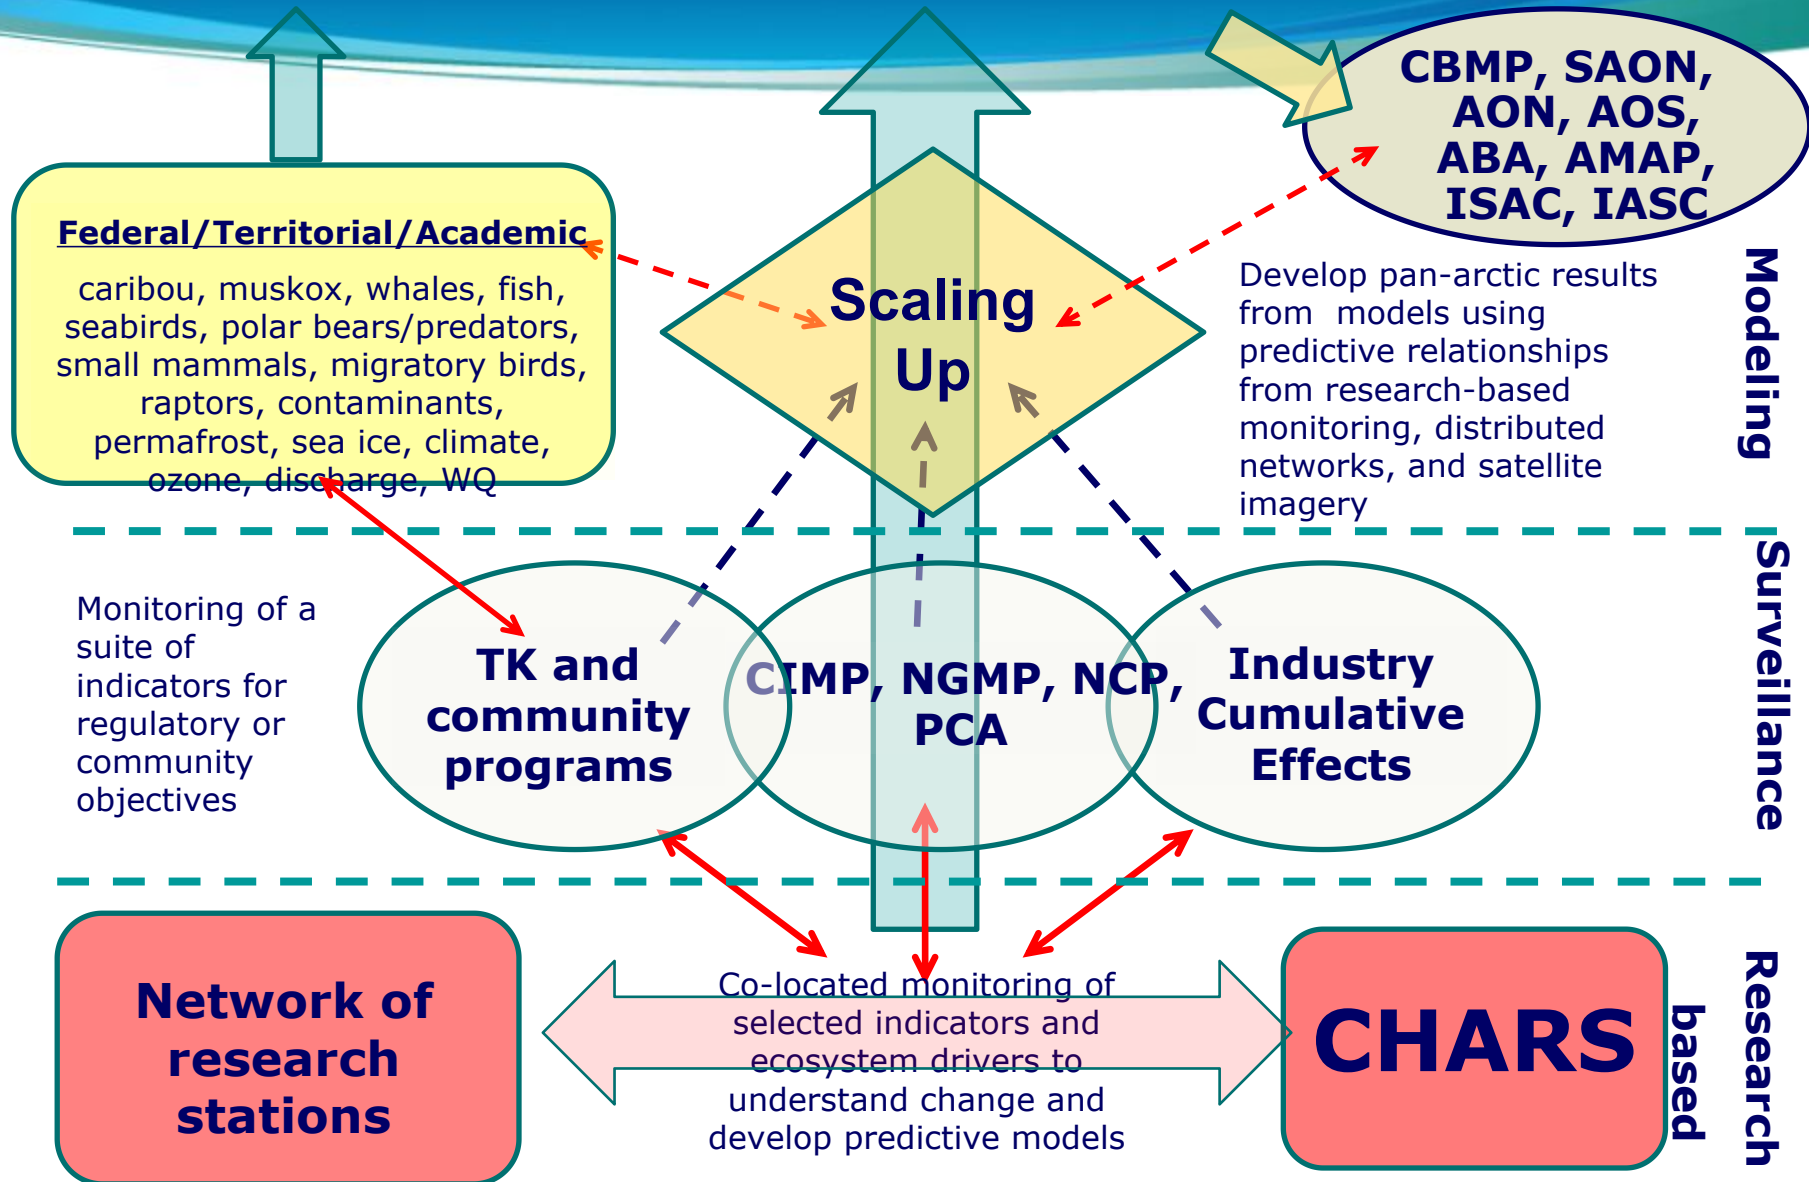 CBMP, SAON,
AON, AOS,
ABA, AMAP,
ISAC, IASC
Federal/Territorial/Academic
caribou, muskox, whales, fish,
seabirds, polar bears/predators,
small mammals, migratory birds,
raptors, contaminants,
permafrost, sea ice, climate,
ozone, discharge, WQ
Scaling
Up
Develop pan-arctic results
from models using
predictive relationships
from research-based
monitoring, distributed
networks, and satellite
imagery
Modeling
Monitoring of a
suite of
indicators for
regulatory or
community
objectives
TK and
community
programs
CIMP, NGMP, NCP,
PCA
Industry
Cumulative
Effects
Surveillance
Network of
research
stations
Co-located monitoring of
selected indicators and
ecosystem drivers to
understand change and
develop predictive models
CHARS
Research
based